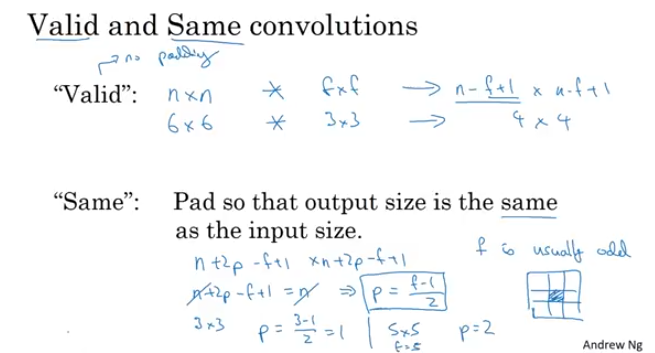 Valid and Same convolutions
→ no padding
“Valid”: n×n * f×f → n-f+1 × n-f+1
6×6 * 3×3 → 4 × 4
“Same”: Pad so that output size is the same
as the input size.
n+2p-f+1 × n+2p-f+1
f is usually odd
n+2p-f+1 = n ⇒ p = (f-1)/2
3×3 p = (3-1)/2 = 1 | 5×5 p=2
f=5
Andrew Ng